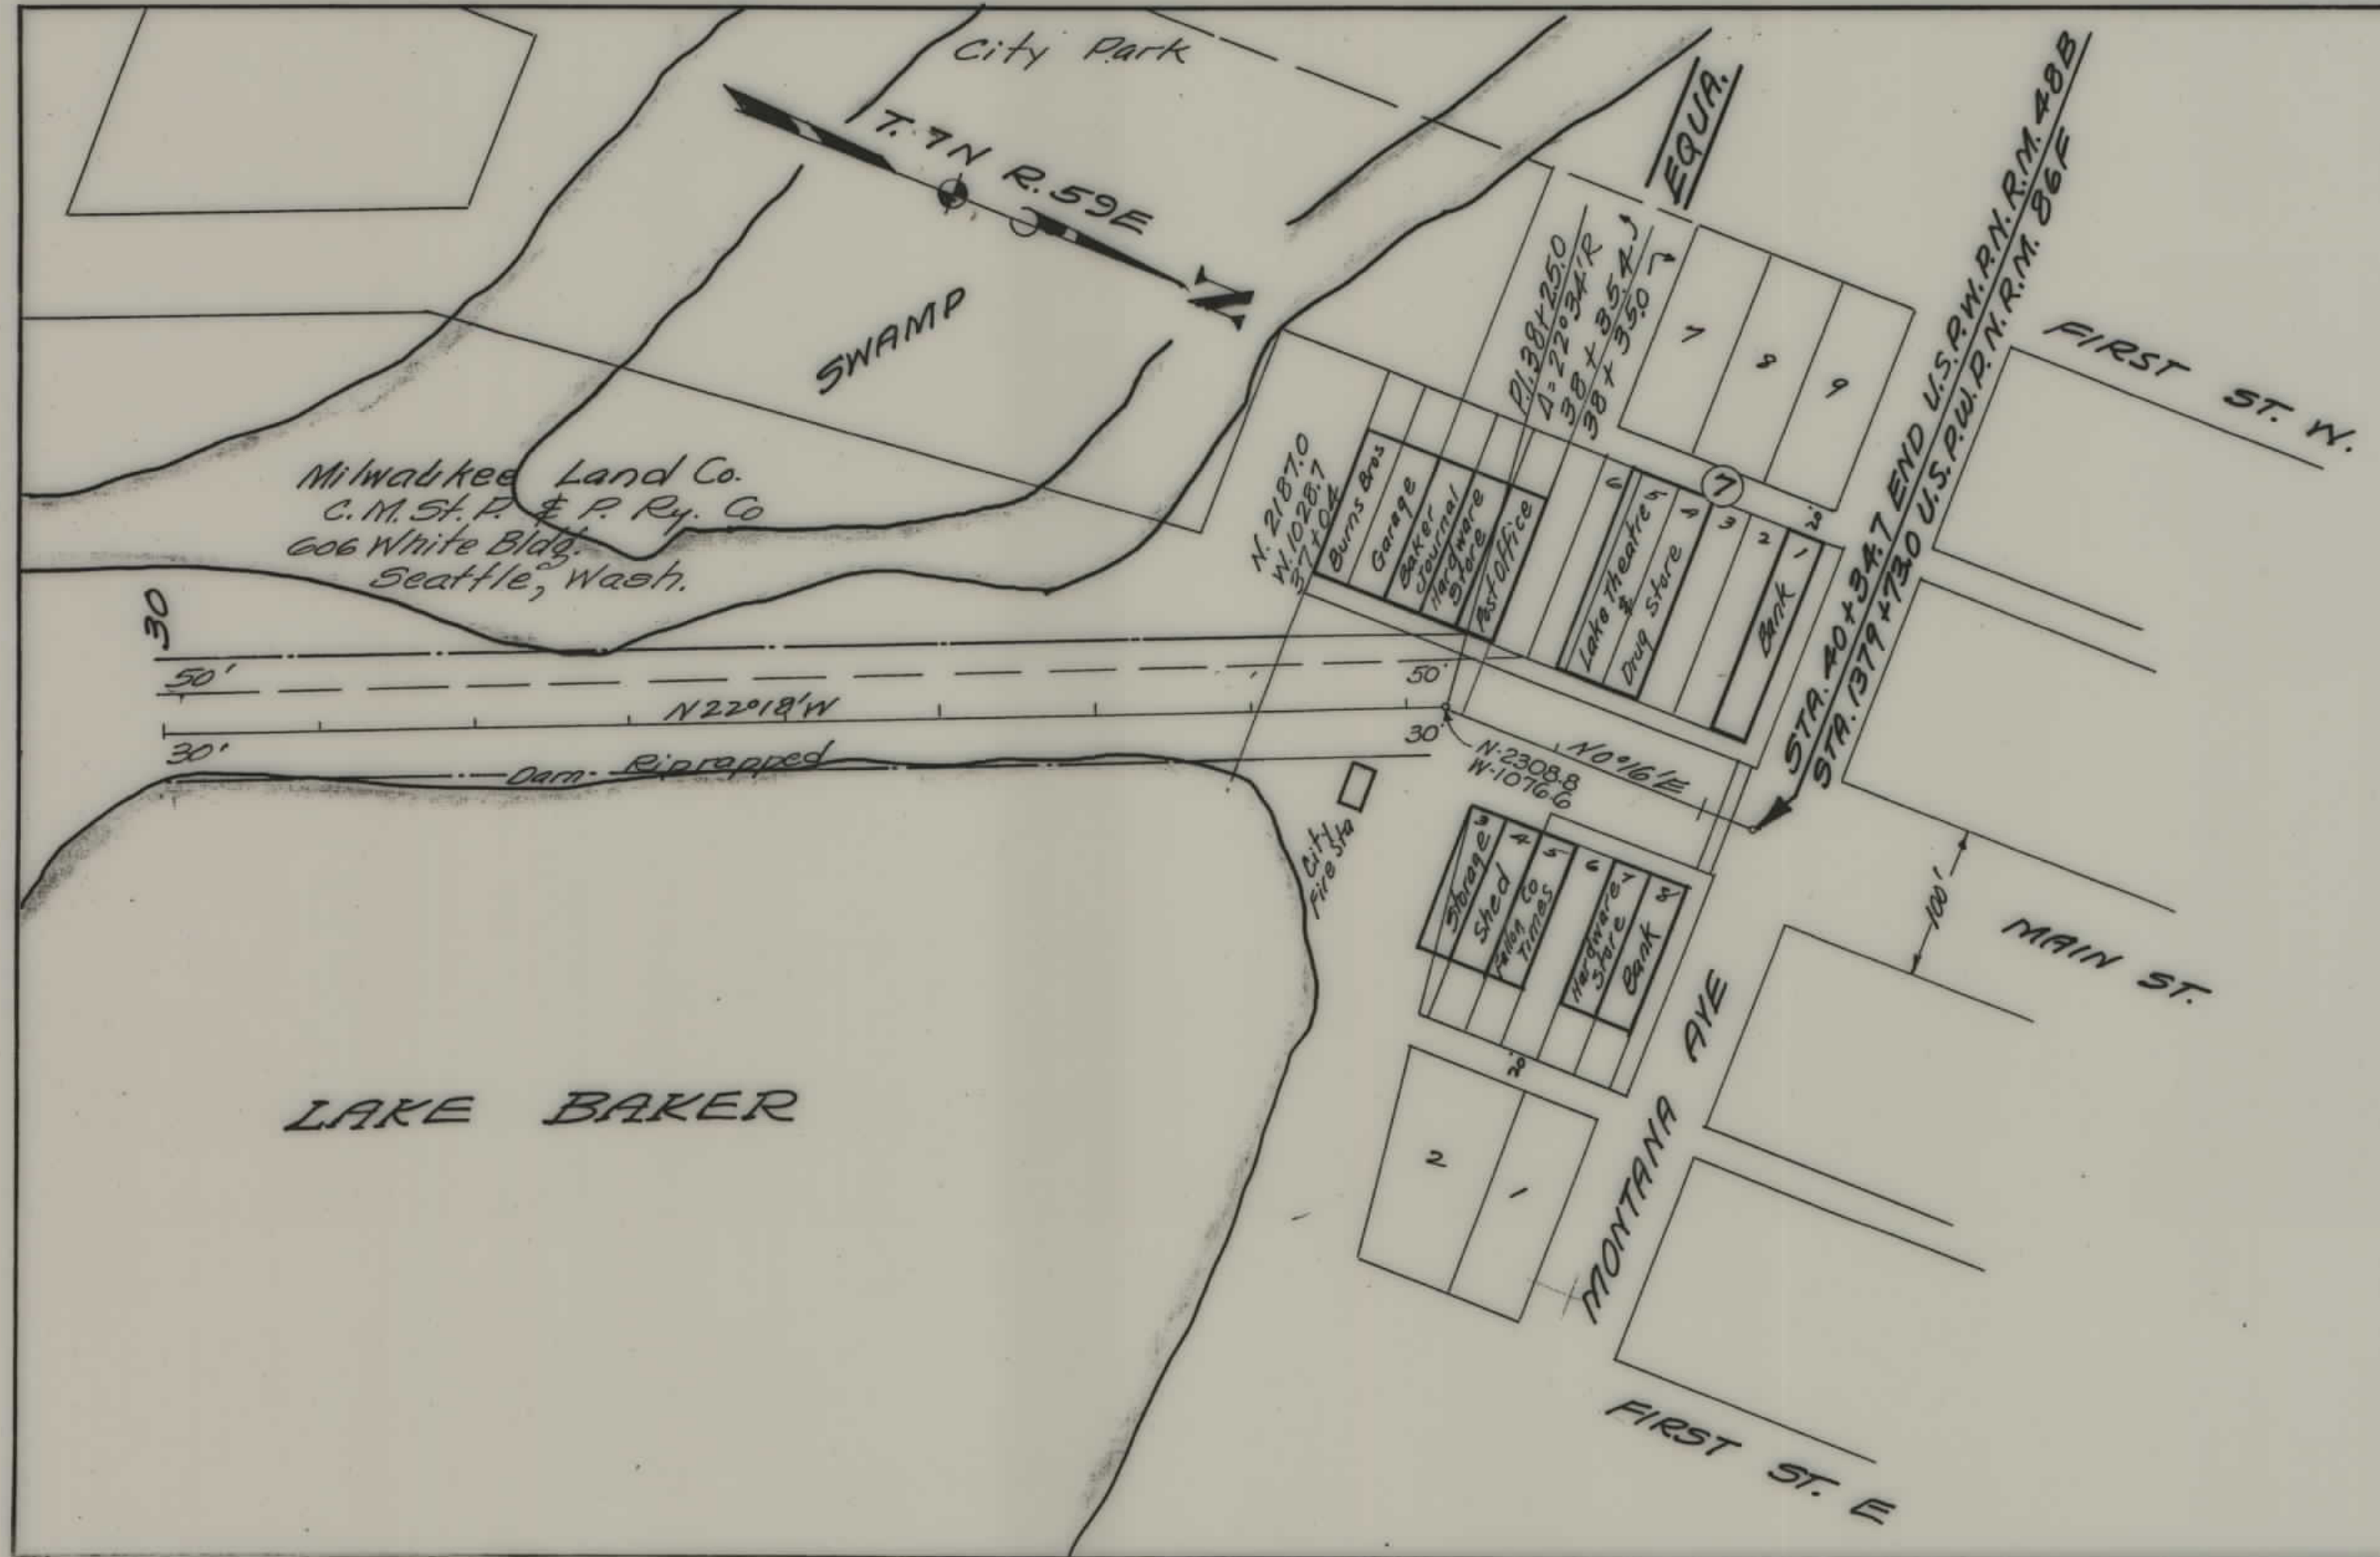 City Park
T. 7N R. 59E
N
SWAMP
Milwaukee Land Co.
C. M. St. P. & P. Ry. Co
606 White Bldg.
Seattle, Wash.
EQUA.
P.I. 38+25.0
Δ=22°34'R
38 + 35.4
38 + 35.0
N. 2187.0
W. 1028.7
37+04
STA. 40+34.7 END U.S.P.W.P.N.R.M. 48B
STA. 1379+73.0 U.S.P.W.P.N.R.M. 86F
FIRST ST. W.
7
8
9
7
20'
Burns Bros
Garage
Baker
Journal
Hardware
Store
Post Office
6
5
4
3
2
1
Lake Theatre
&
Drug Store
Bank
30
50'
50'
N22°18'W
30'
30'
Dam Riprapped
N-2308.8
W-1076.6
N0°16'E
City
Fire Sta
3
4
5
6
7
8
Storage
Shed
Fallon Co
Times
Hardware
Store
Bank
20'
2
1
100'
MAIN ST.
MONTANA AVE
FIRST ST. E
LAKE BAKER